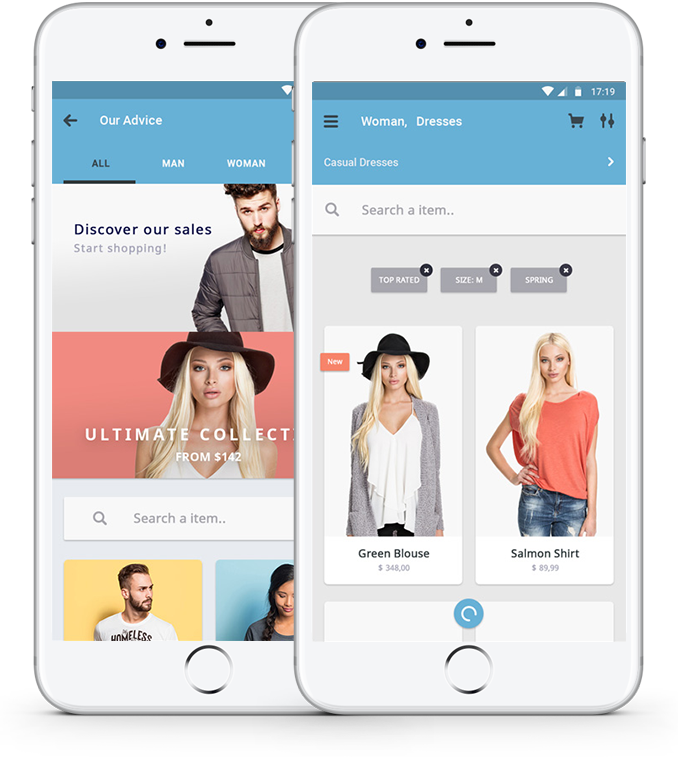 Our Advice
ALL MAN WOMAN
Discover our sales
Start shopping!
ULTIMATE COLLECTI
FROM $142
Search a item..
HOMELESS
17:19
Woman, Dresses
Casual Dresses
Search a item..
TOP RATED SIZE: M SPRING
New
Green Blouse
$ 348,00
Salmon Shirt
$ 89,99